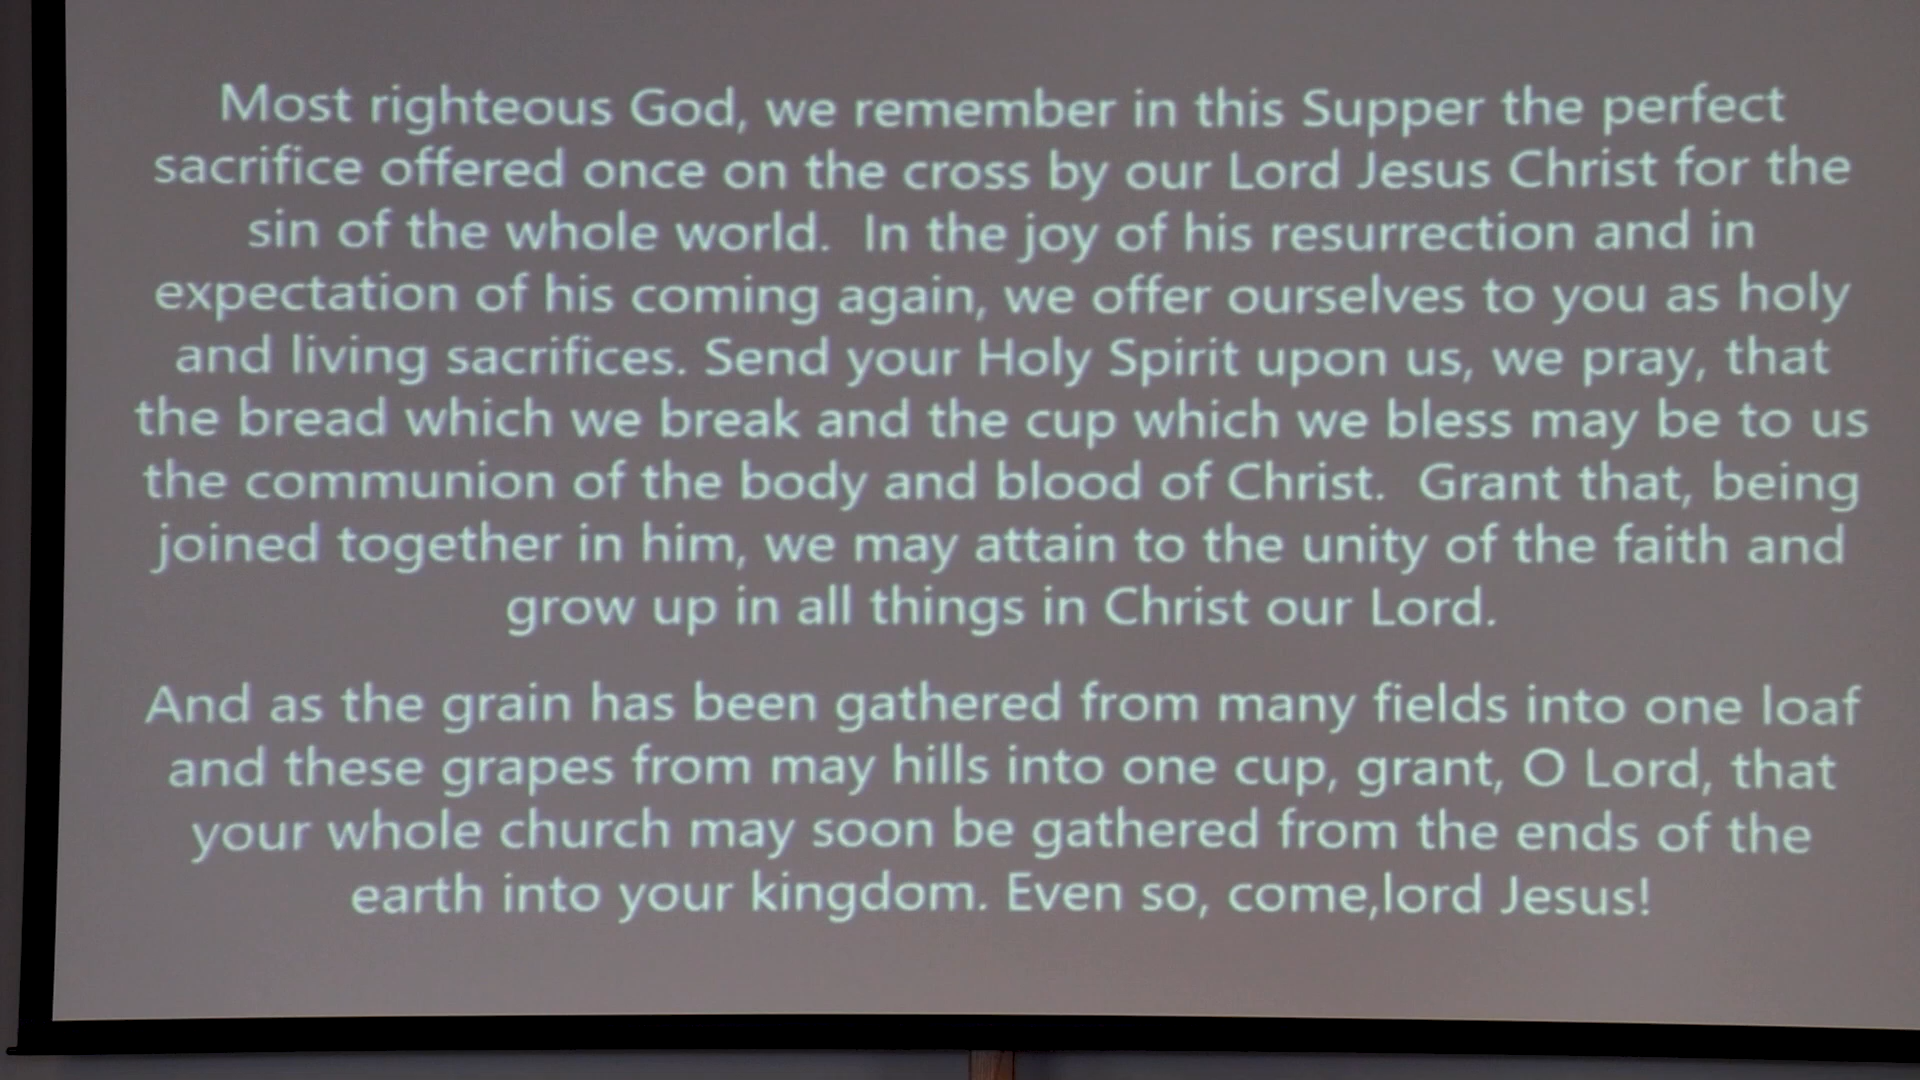 Most righteous God, we remember in this Supper the perfect
sacrifice offered once on the cross by our Lord Jesus Christ for the
sin of the whole world.  In the joy of his resurrection and in
expectation of his coming again, we offer ourselves to you as holy
and living sacrifices. Send your Holy Spirit upon us, we pray, that
the bread which we break and the cup which we bless may be to us
the communion of the body and blood of Christ.  Grant that, being
joined together in him, we may attain to the unity of the faith and
grow up in all things in Christ our Lord.
And as the grain has been gathered from many fields into one loaf
and these grapes from may hills into one cup, grant, O Lord, that
your whole church may soon be gathered from the ends of the
earth into your kingdom. Even so, come,lord Jesus!